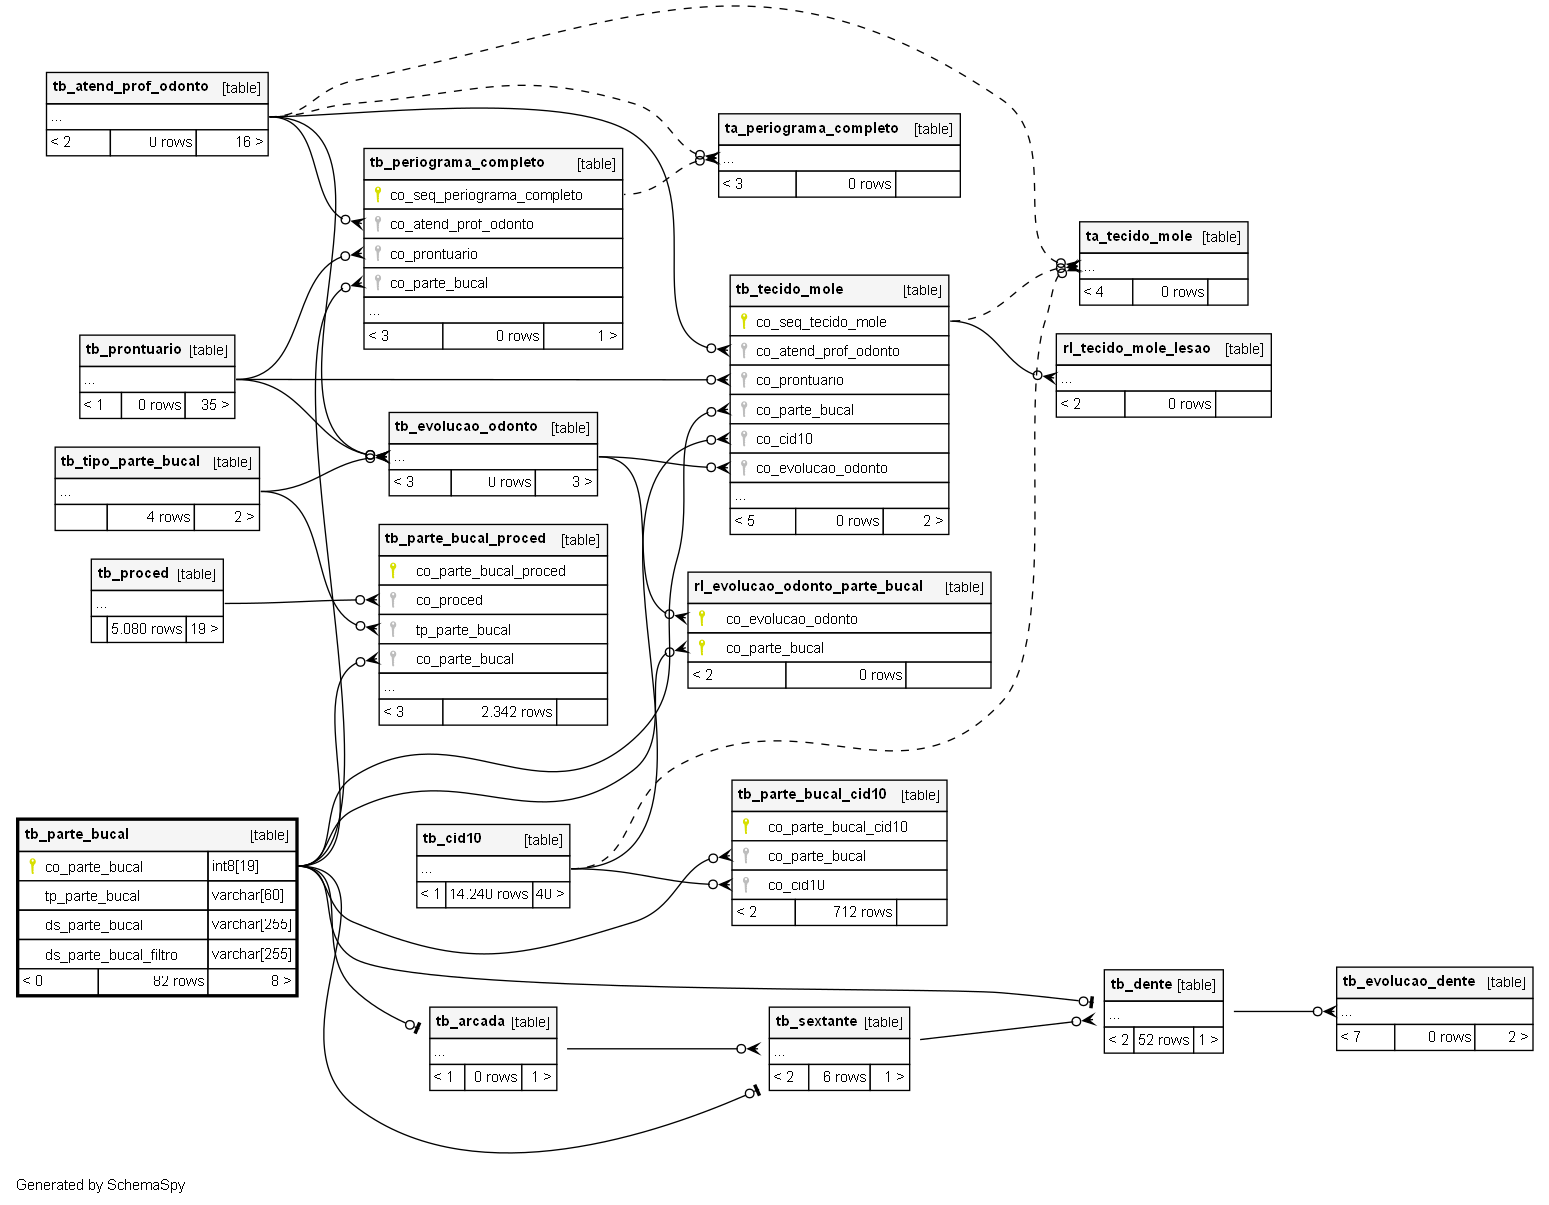 tb_atend_prof_odonto [table]
...
< 2 0 rows 16 >
ta_periograma_completo [table]
...
< 3 0 rows
tb_periograma_completo [table]
co_seq_periograma_completo
co_atend_prof_odonto
co_prontuario
co_parte_bucal
...
< 3 0 rows 1 >
ta_tecido_mole [table]
...
< 4 0 rows
tb_tecido_mole [table]
co_seq_tecido_mole
co_atend_prof_odonto
co_prontuario
co_parte_bucal
co_cid10
co_evolucao_odonto
...
< 5 0 rows 2 >
rl_tecido_mole_lesao [table]
...
< 2 0 rows
tb_prontuario [table]
...
< 1 0 rows 35 >
tb_evolucao_odonto [table]
...
< 3 0 rows 3 >
tb_tipo_parte_bucal [table]
...
4 rows 2 >
tb_parte_bucal_proced [table]
co_parte_bucal_proced
co_proced
tp_parte_bucal
co_parte_bucal
...
< 3 2.342 rows
tb_proced [table]
...
5.080 rows 19 >
rl_evolucao_odonto_parte_bucal [table]
co_evolucao_odonto
co_parte_bucal
< 2 0 rows
tb_parte_bucal_cid10 [table]
co_parte_bucal_cid10
co_parte_bucal
co_cid10
< 2 712 rows
tb_parte_bucal [table]
co_parte_bucal int8[19]
tp_parte_bucal varchar[60]
ds_parte_bucal varchar[255]
ds_parte_bucal_filtro varchar[255]
< 0 82 rows 8 >
tb_cid10 [table]
...
< 1 14.240 rows 40 >
tb_arcada [table]
...
< 1 0 rows 1 >
tb_sextante [table]
...
< 2 6 rows 1 >
tb_dente [table]
...
< 2 52 rows 1 >
tb_evolucao_dente [table]
...
< 7 0 rows 2 >
Generated by SchemaSpy